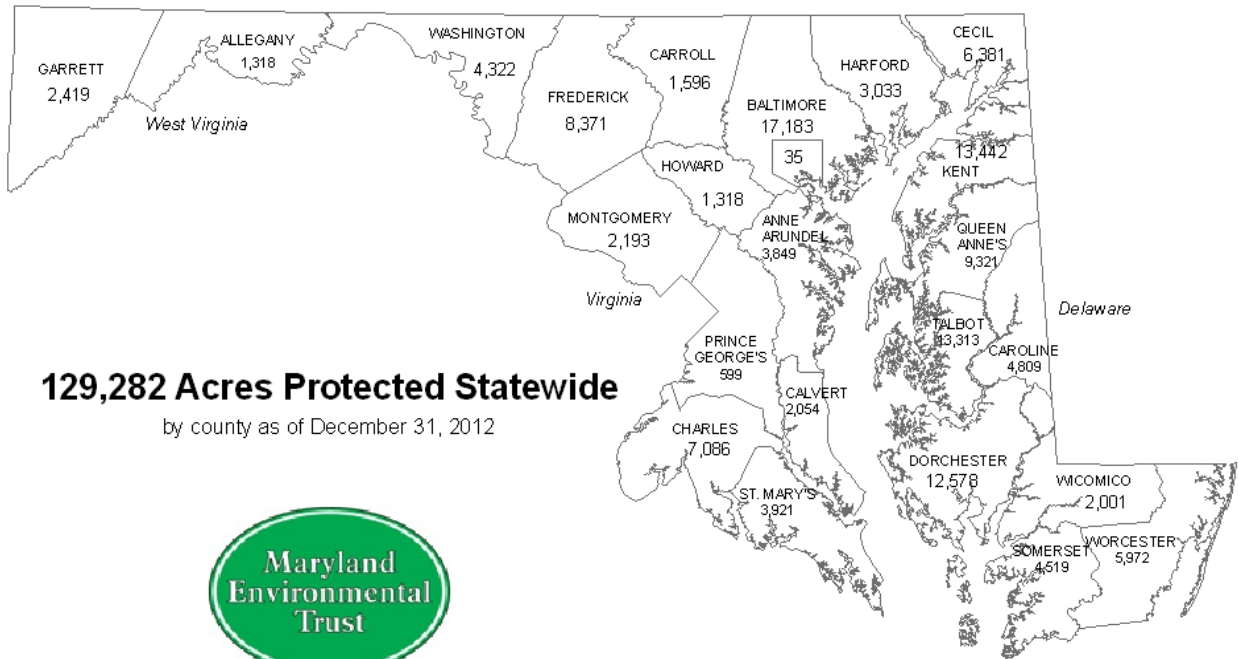 GARRETT
2,419
ALLEGANY
1,318
West Virginia
WASHINGTON
4,322
FREDERICK
8,371
CARROLL
1,596
BALTIMORE
17,183
35
HARFORD
3,033
CECIL
6,381
13,442
KENT
HOWARD
1,318
MONTGOMERY
2,193
ANNE
ARUNDEL
3,849
QUEEN
ANNE'S
9,321
Virginia
Delaware
PRINCE
GEORGE'S
599
TALBOT
13,313
CAROLINE
4,809
CALVERT
2,054
129,282 Acres Protected Statewide
by county as of December 31, 2012
CHARLES
7,086
ST. MARY'S
3,921
DORCHESTER
12,578
WICOMICO
2,001
SOMERSET
4,519
WORCESTER
5,972
Maryland
Environmental
Trust